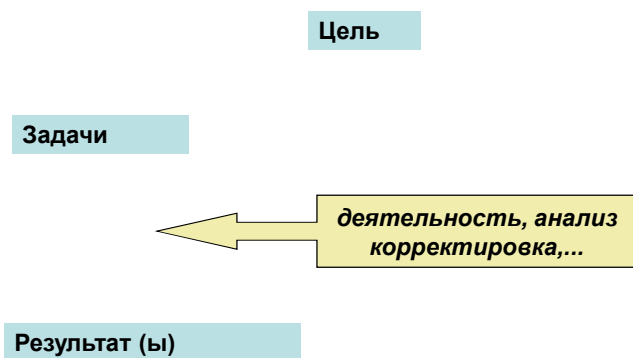 Цель
Задачи
деятельность, анализ
корректировка,...
Результат (ы)